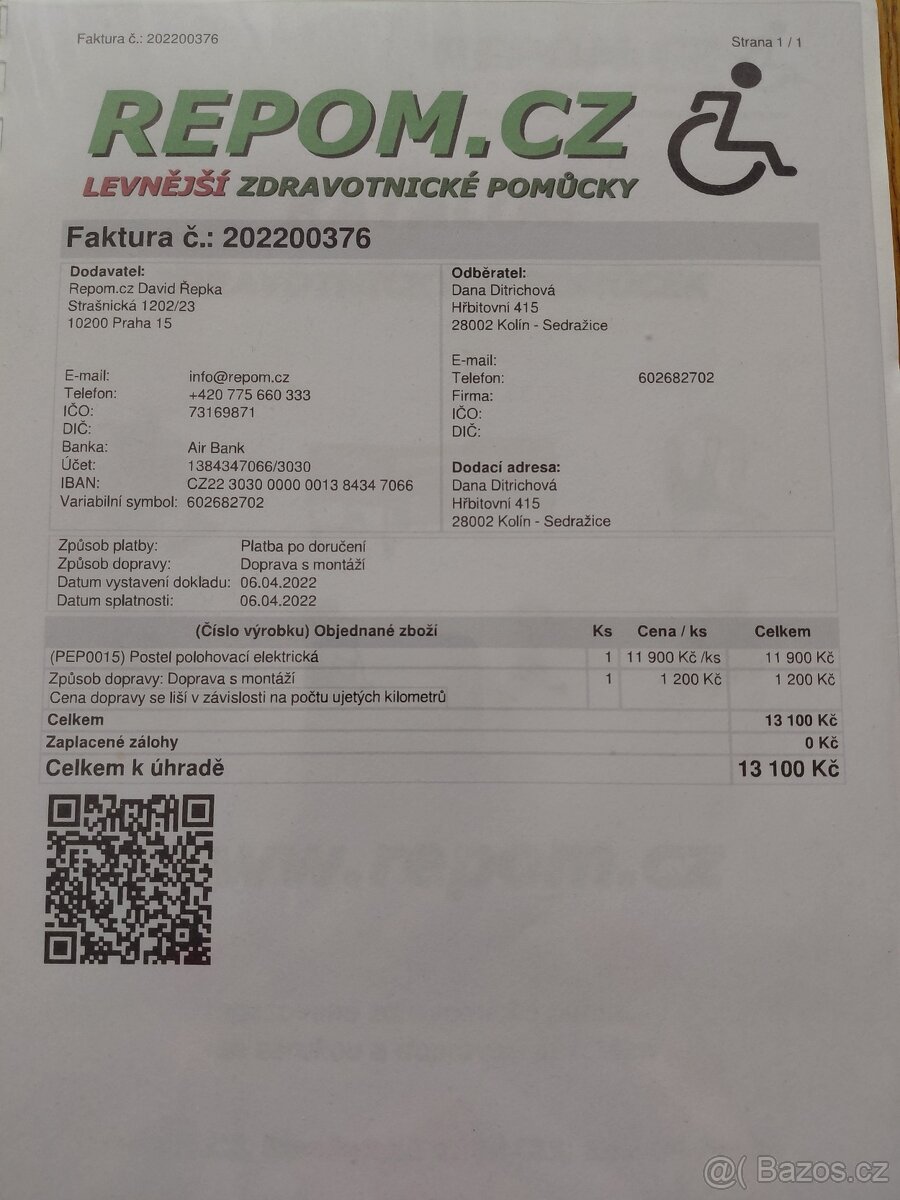 Faktura č.: 202200376
Strana 1 / 1
REPOM.CZ
LEVNĚJŠÍ ZDRAVOTNICKÉ POMŮCKY
Faktura č.: 202200376
Dodavatel:
Repom.cz David Řepka
Strašnická 1202/23
10200 Praha 15
E-mail: info@repom.cz
Telefon: +420 775 660 333
IČO: 73169871
DIČ:
Banka: Air Bank
Účet: 1384347066/3030
IBAN: CZ22 3030 0000 0013 8434 7066
Variabilní symbol: 602682702
Odběratel:
Dana Ditrichová
Hřbitovní 415
28002 Kolín - Sedražice
E-mail:
Telefon: 602682702
Firma:
IČO:
DIČ:
Dodací adresa:
Dana Ditrichová
Hřbitovní 415
28002 Kolín - Sedražice
Způsob platby: Platba po doručení
Způsob dopravy: Doprava s montáží
Datum vystavení dokladu: 06.04.2022
Datum splatnosti: 06.04.2022
(Číslo výrobku) Objednané zboží Ks Cena / ks Celkem
(PEP0015) Postel polohovací elektrická 1 11 900 Kč /ks 11 900 Kč
Způsob dopravy: Doprava s montáží 1 1 200 Kč 1 200 Kč
Cena dopravy se liší v závislosti na počtu ujetých kilometrů
Celkem 13 100 Kč
Zaplacené zálohy 0 Kč
Celkem k úhradě 13 100 Kč
@( Bazos.cz